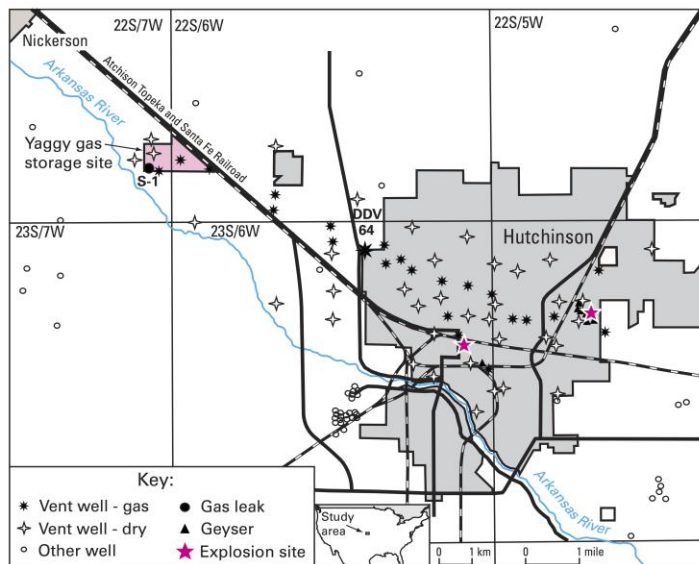 22S/7W
22S/6W
22S/5W
Nickerson
Arkansas River
Atchison Topeka and Santa Fe Railroad
Yaggy gas
storage site
S-1
DDV
64
23S/7W
23S/6W
Hutchinson
Arkansas River
Key:
Vent well - gas
Vent well - dry
Other well
Gas leak
Geyser
Explosion site
Study
area
0 1 km
0 1 mile